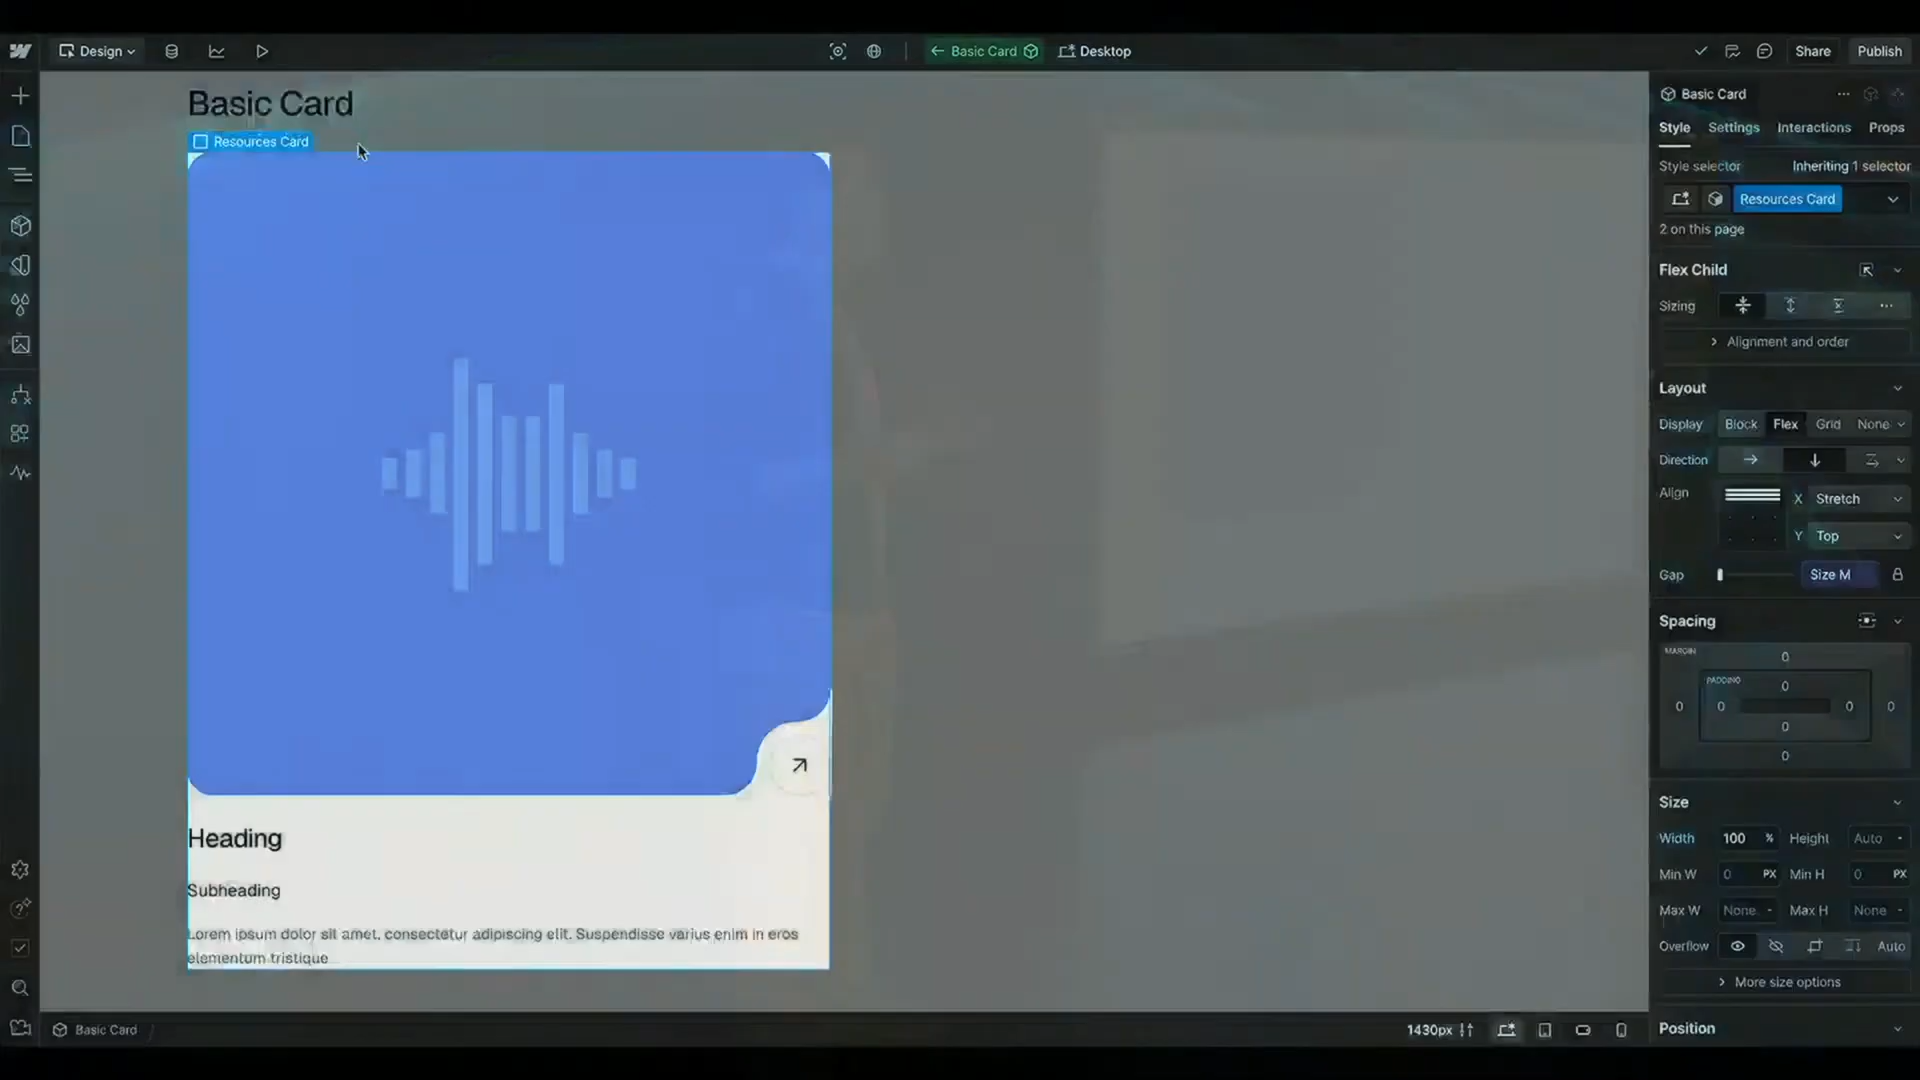 Design
Basic Card
Desktop
Share
Publish
Basic Card
Resources Card
Heading
Subheading
Lorem ipsum dolor sit amet, consectetur adipiscing elit. Suspendisse varius enim in eros
elementum tristique
Basic Card
Style
Settings
Interactions
Props
Style selector
Inheriting 1 selector
Resources Card
2 on this page
Flex Child
Sizing
Alignment and order
Layout
Display
Block
Flex
Grid
None
Direction
Align
X
Stretch
Y
Top
Gap
Size M
Spacing
MARGIN
0
PADDING
0
0
0
0
0
0
0
Size
Width
100
%
Height
Auto
Min W
0
PX
Min H
0
PX
Max W
None
-
Max H
None
-
Overflow
Auto
More size options
Position
Basic Card
/
1430px